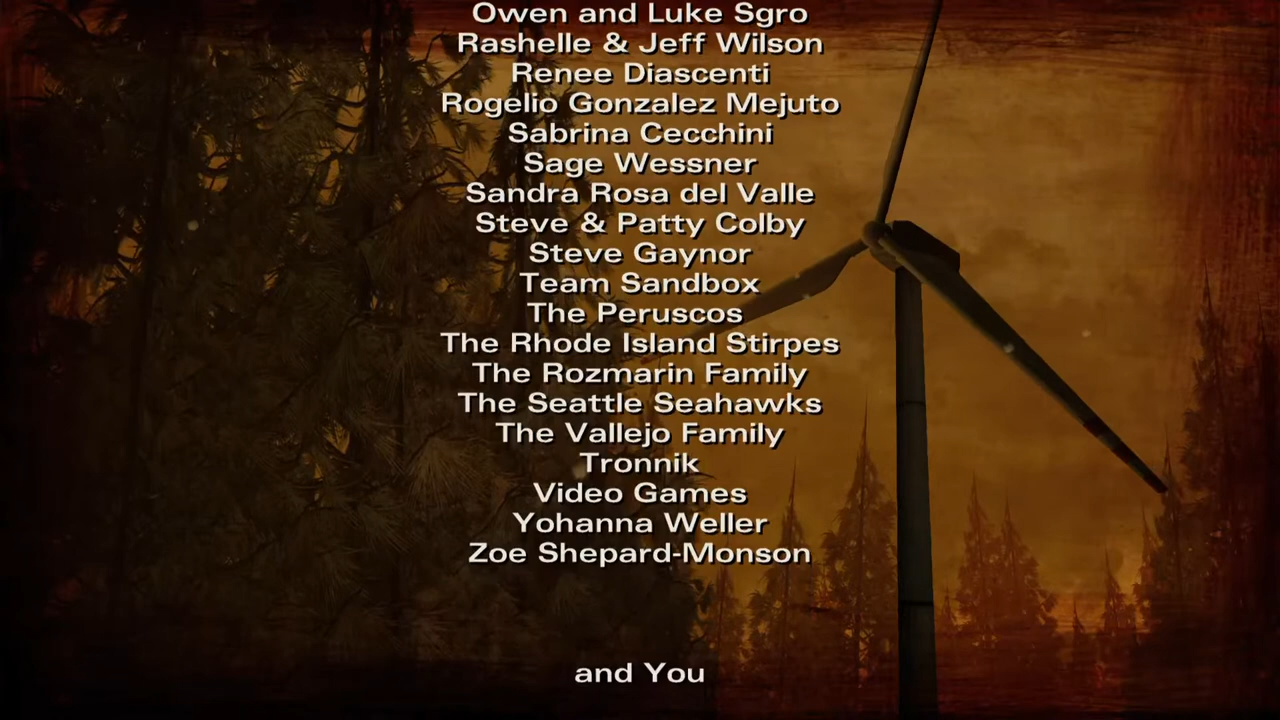 Owen and Luke Sgro
Rashelle & Jeff Wilson
Renee Diascenti
Rogelio Gonzalez Mejuto
Sabrina Cecchini
Sage Wessner
Sandra Rosa del Valle
Steve & Patty Colby
Steve Gaynor
Team Sandbox
The Peruscos
The Rhode Island Stirpes
The Rozmarin Family
The Seattle Seahawks
The Vallejo Family
Tronnik
Video Games
Yohanna Weller
Zoe Shepard-Monson
and You